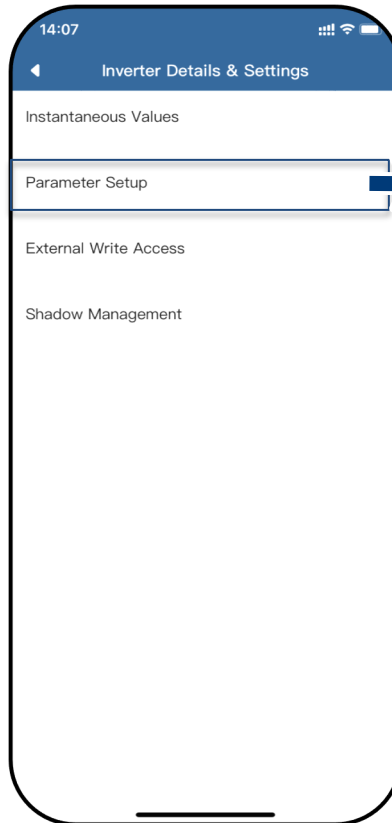 14:07
Inverter Details & Settings
Instantaneous Values
Parameter Setup
External Write Access
Shadow Management